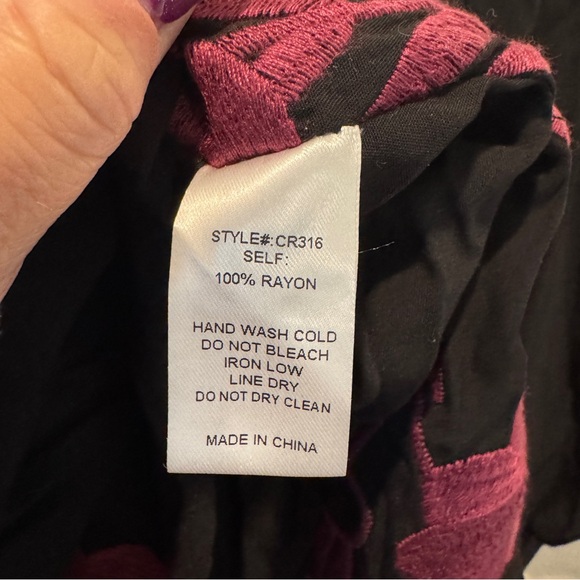 STYLE#:CR316
SELF:
100% RAYON
HAND WASH COLD
DO NOT BLEACH
IRON LOW
LINE DRY
DO NOT DRY CLEAN
MADE IN CHINA